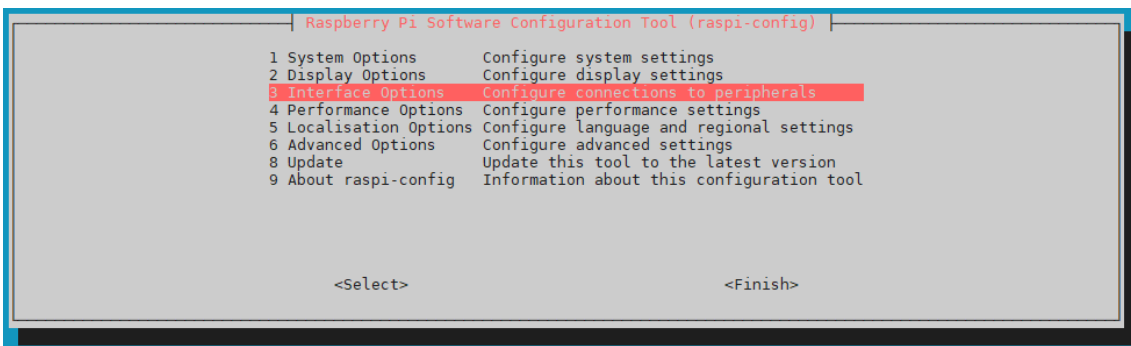 Raspberry Pi Software Configuration Tool (raspi-config)
1 System Options Configure system settings
2 Display Options Configure display settings
3 Interface Options Configure connections to peripherals
4 Performance Options Configure performance settings
5 Localisation Options Configure language and regional settings
6 Advanced Options Configure advanced settings
8 Update Update this tool to the latest version
9 About raspi-config Information about this configuration tool
<Select> <Finish>